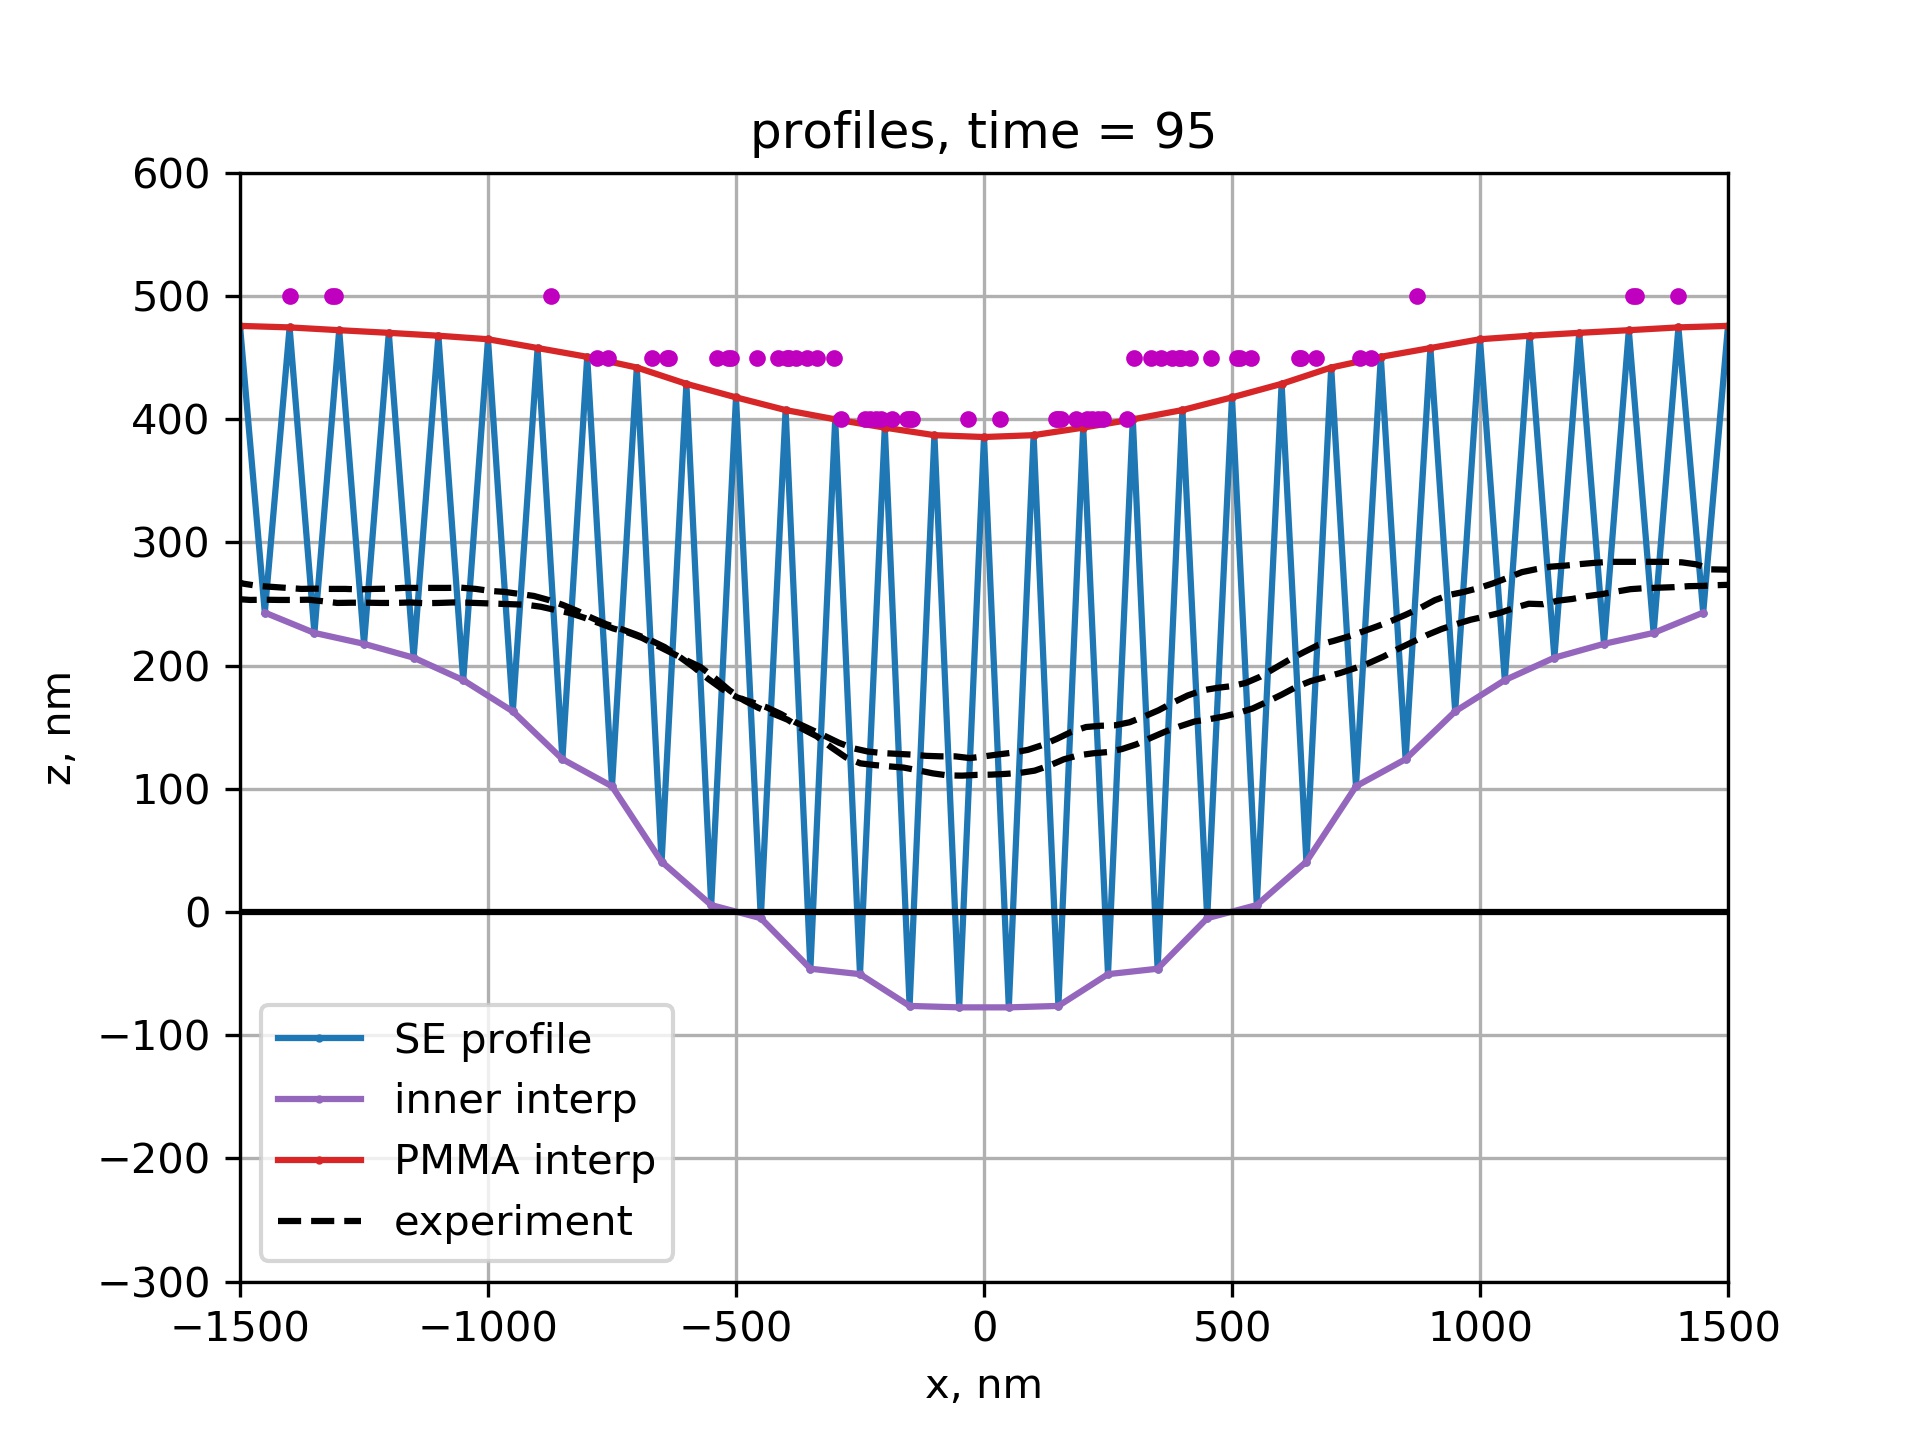 profiles, time = 95
600
500
400
300
200
100
0
−100
−200
−300
z, nm
SE profile
inner interp
PMMA interp
experiment
−1500 −1000 −500 0 500 1000 1500
x, nm